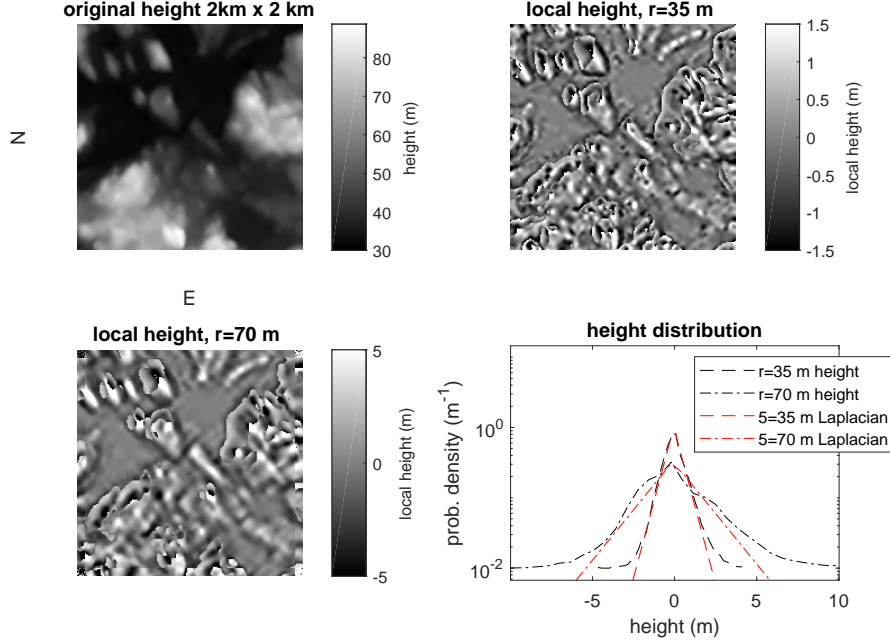 original height 2km x 2 km
80
70
60
50
40
30
height (m)
N
E
local height, r=35 m
1.5
1
0.5
0
-0.5
-1
-1.5
local height (m)
local height, r=70 m
5
0
-5
local height (m)
height distribution
r=35 m height
r=70 m height
5=35 m Laplacian
5=70 m Laplacian
10^0
10^-2
prob. density (m^-1)
-5
0
5
10
height (m)